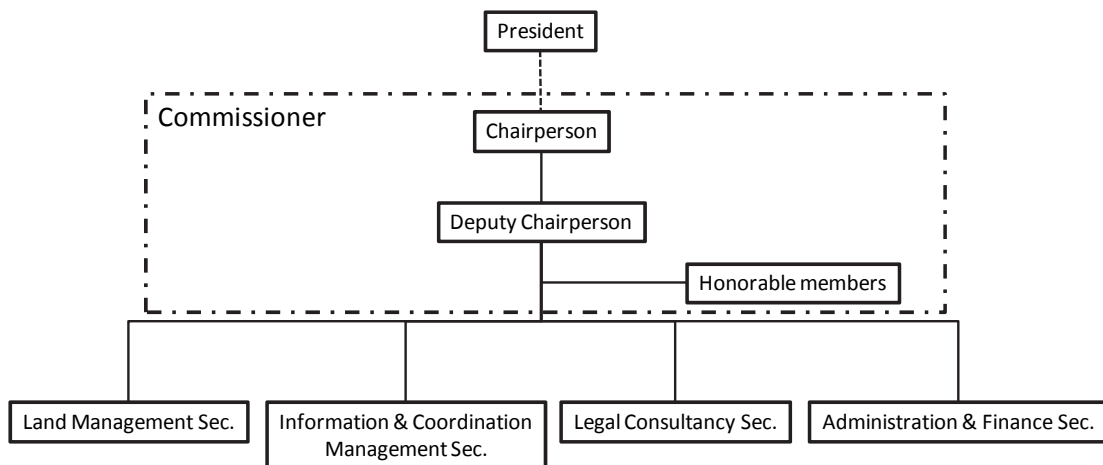 President
Commissioner
Chairperson
Deputy Chairperson
Honorable members
Land Management Sec.
Information & Coordination
Management Sec.
Legal Consultancy Sec.
Administration & Finance Sec.